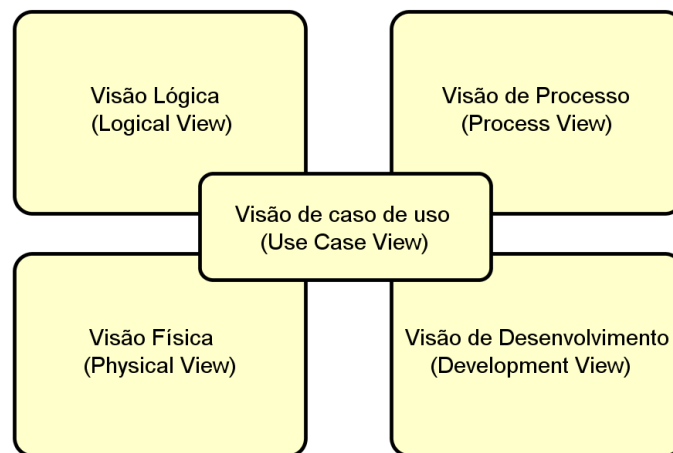 Visão Lógica
(Logical View)
Visão de Processo
(Process View)
Visão de caso de uso
(Use Case View)
Visão Física
(Physical View)
Visão de Desenvolvimento
(Development View)